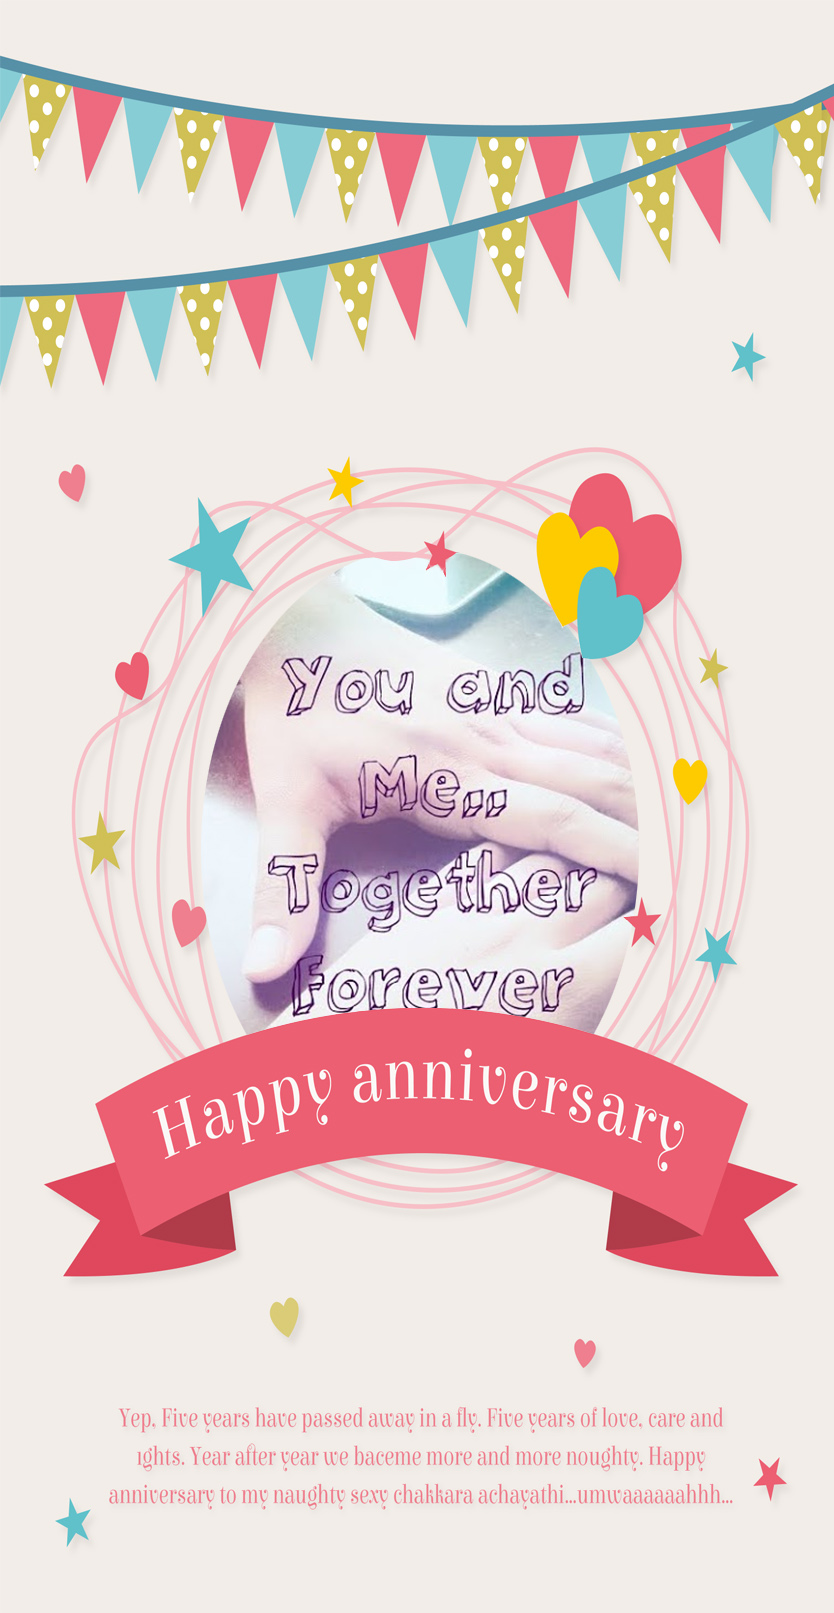 You and
Me..
Together
Forever
Happy anniversary
Yep, Five years have passed away in a fly. Five years of love, care and
ights. Year after year we baceme more and more noughty. Happy
anniversary to my naughty sexy chakkara achayathi...umwaaaaaahhh...